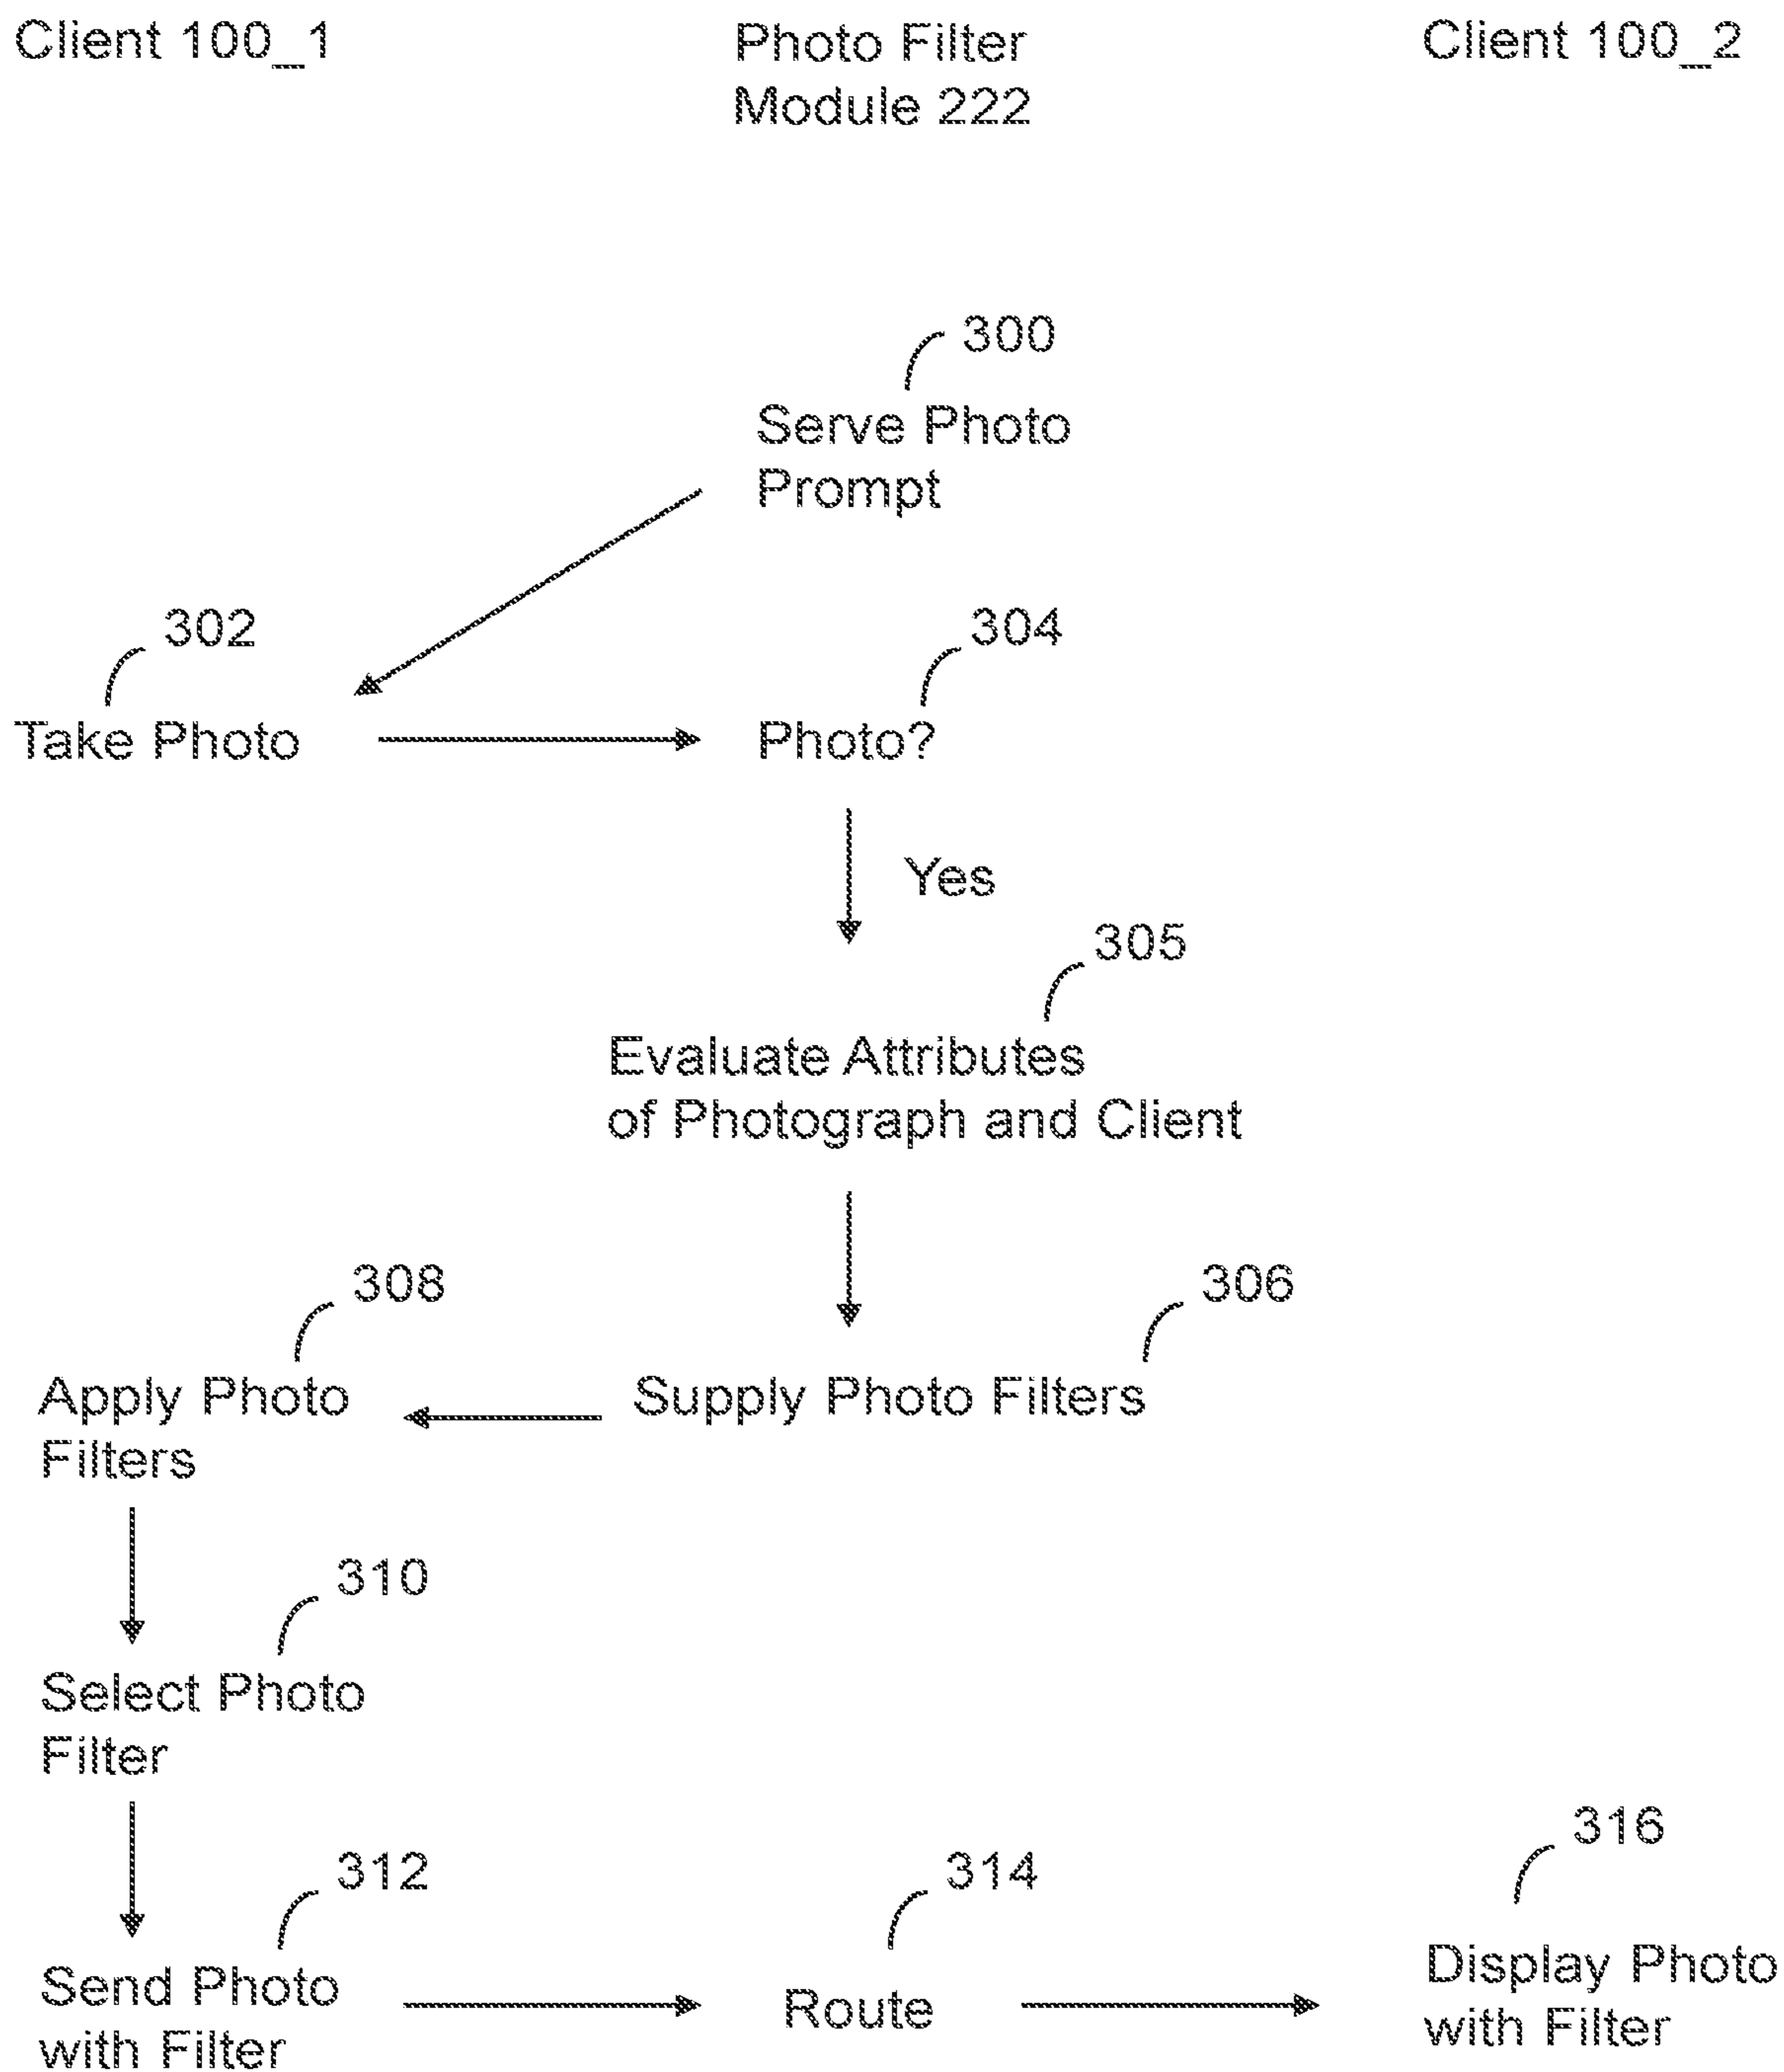 Client 100_1
Photo Filter
Module 222
Client 100_2
300
Serve Photo
Prompt
302
Take Photo
304
Photo?
Yes
305
Evaluate Attributes
of Photograph and Client
308
Apply Photo
Filters
306
Supply Photo Filters
310
Select Photo
Filter
312
Send Photo
with Filter
314
Route
316
Display Photo
with Filter